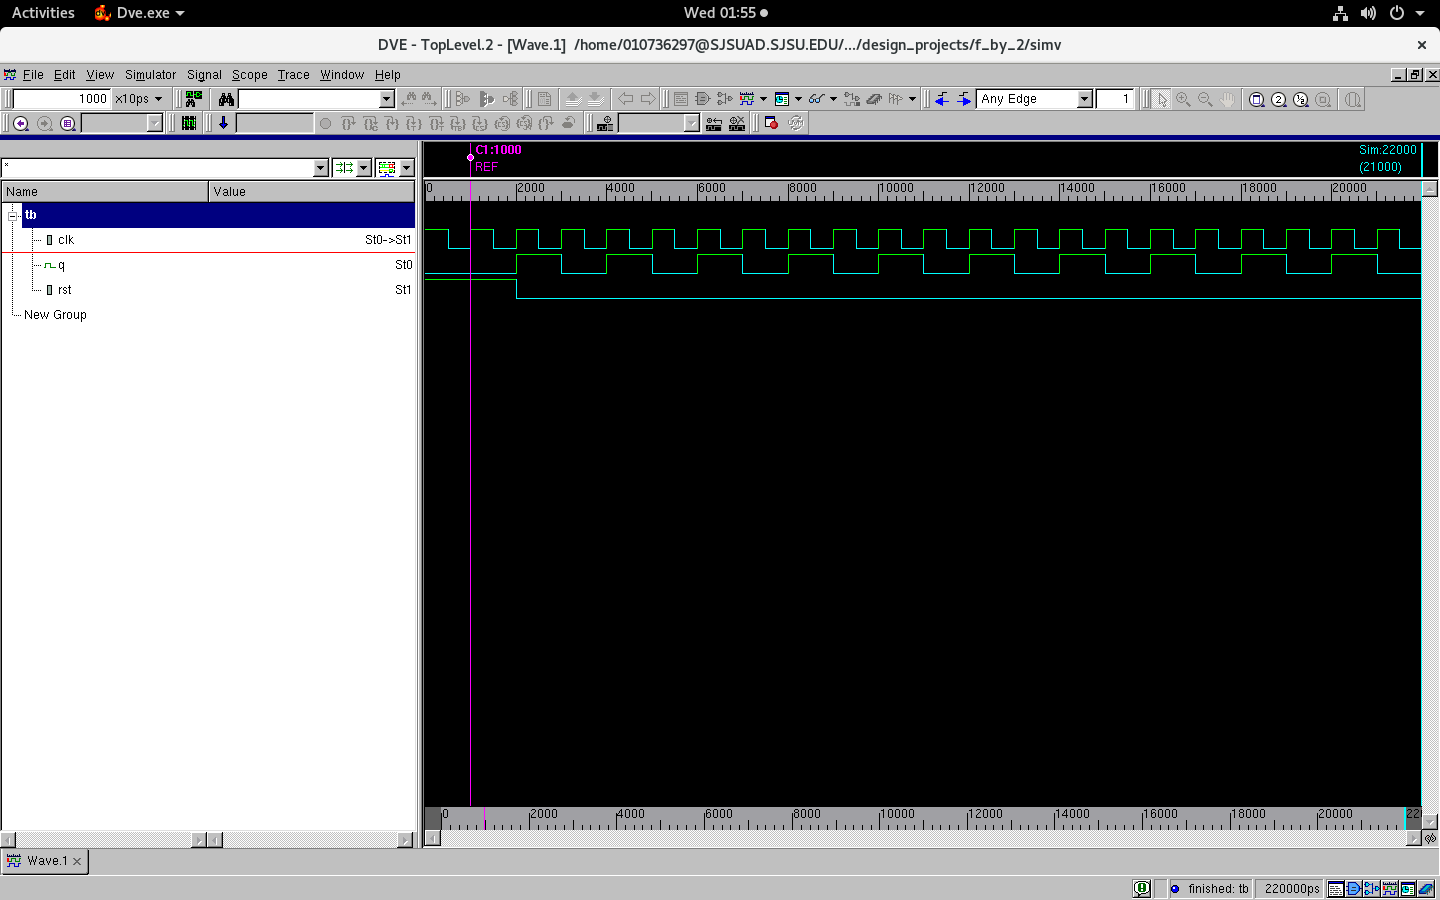 Activities Dve.exe Wed 01:55
DVE - TopLevel.2 - [Wave.1] /home/010736297@SJSUAD.SJSU.EDU/.../design_projects/f_by_2/simv
File Edit View Simulator Signal Scope Trace Window Help
1000 x10ps Any Edge 1
C1:1000 Sim:22000
REF (21000)
*
Name Value
0 2000 4000 6000 8000 10000 12000 14000 16000 18000 20000
tb
clk St0->St1
q St0
rst St1
New Group
0 2000 4000 6000 8000 10000 12000 14000 16000 18000 20000 22
Wave.1
finished: tb 220000ps